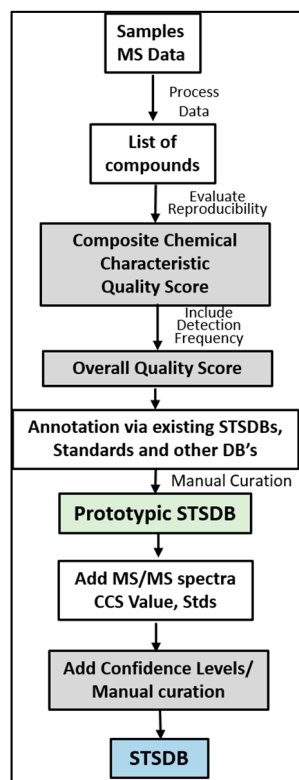 Samples
MS Data
Process
Data
List of
compounds
Evaluate
Reproducibility
Composite Chemical
Characteristic
Quality Score
Include
Detection
Frequency
Overall Quality Score
Annotation via existing STSDBs,
Standards and other DB's
Manual Curation
Prototypic STSDB
Add MS/MS spectra
CCS Value, Stds
Add Confidence Levels/
Manual curation
STSDB